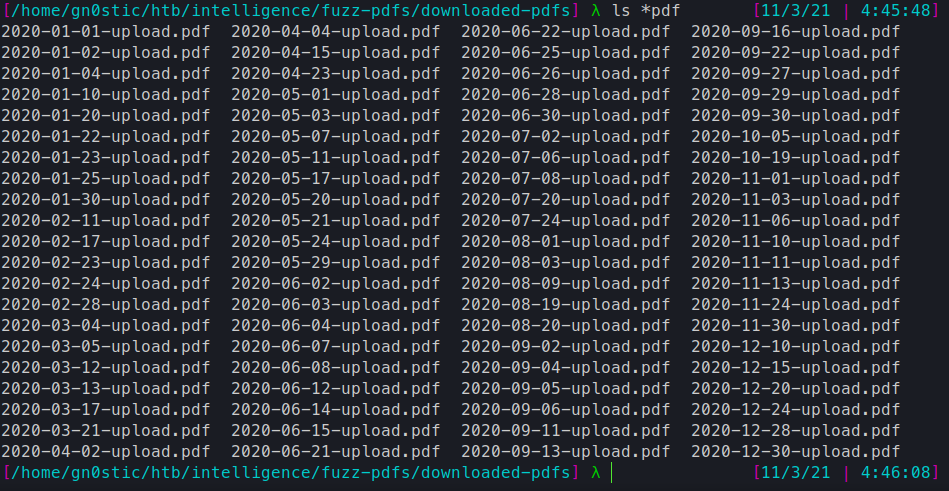 [/home/gn0stic/htb/intelligence/fuzz-pdfs/downloaded-pdfs] λ ls *pdf [11/3/21 | 4:45:48]
2020-01-01-upload.pdf 2020-04-04-upload.pdf 2020-06-22-upload.pdf 2020-09-16-upload.pdf
2020-01-02-upload.pdf 2020-04-15-upload.pdf 2020-06-25-upload.pdf 2020-09-22-upload.pdf
2020-01-04-upload.pdf 2020-04-23-upload.pdf 2020-06-26-upload.pdf 2020-09-27-upload.pdf
2020-01-10-upload.pdf 2020-05-01-upload.pdf 2020-06-28-upload.pdf 2020-09-29-upload.pdf
2020-01-20-upload.pdf 2020-05-03-upload.pdf 2020-06-30-upload.pdf 2020-09-30-upload.pdf
2020-01-22-upload.pdf 2020-05-07-upload.pdf 2020-07-02-upload.pdf 2020-10-05-upload.pdf
2020-01-23-upload.pdf 2020-05-11-upload.pdf 2020-07-06-upload.pdf 2020-10-19-upload.pdf
2020-01-25-upload.pdf 2020-05-17-upload.pdf 2020-07-08-upload.pdf 2020-11-01-upload.pdf
2020-01-30-upload.pdf 2020-05-20-upload.pdf 2020-07-20-upload.pdf 2020-11-03-upload.pdf
2020-02-11-upload.pdf 2020-05-21-upload.pdf 2020-07-24-upload.pdf 2020-11-06-upload.pdf
2020-02-17-upload.pdf 2020-05-24-upload.pdf 2020-08-01-upload.pdf 2020-11-10-upload.pdf
2020-02-23-upload.pdf 2020-05-29-upload.pdf 2020-08-03-upload.pdf 2020-11-11-upload.pdf
2020-02-24-upload.pdf 2020-06-02-upload.pdf 2020-08-09-upload.pdf 2020-11-13-upload.pdf
2020-02-28-upload.pdf 2020-06-03-upload.pdf 2020-08-19-upload.pdf 2020-11-24-upload.pdf
2020-03-04-upload.pdf 2020-06-04-upload.pdf 2020-08-20-upload.pdf 2020-11-30-upload.pdf
2020-03-05-upload.pdf 2020-06-07-upload.pdf 2020-09-02-upload.pdf 2020-12-10-upload.pdf
2020-03-12-upload.pdf 2020-06-08-upload.pdf 2020-09-04-upload.pdf 2020-12-15-upload.pdf
2020-03-13-upload.pdf 2020-06-12-upload.pdf 2020-09-05-upload.pdf 2020-12-20-upload.pdf
2020-03-17-upload.pdf 2020-06-14-upload.pdf 2020-09-06-upload.pdf 2020-12-24-upload.pdf
2020-03-21-upload.pdf 2020-06-15-upload.pdf 2020-09-11-upload.pdf 2020-12-28-upload.pdf
2020-04-02-upload.pdf 2020-06-21-upload.pdf 2020-09-13-upload.pdf 2020-12-30-upload.pdf
[/home/gn0stic/htb/intelligence/fuzz-pdfs/downloaded-pdfs] λ [11/3/21 | 4:46:08]